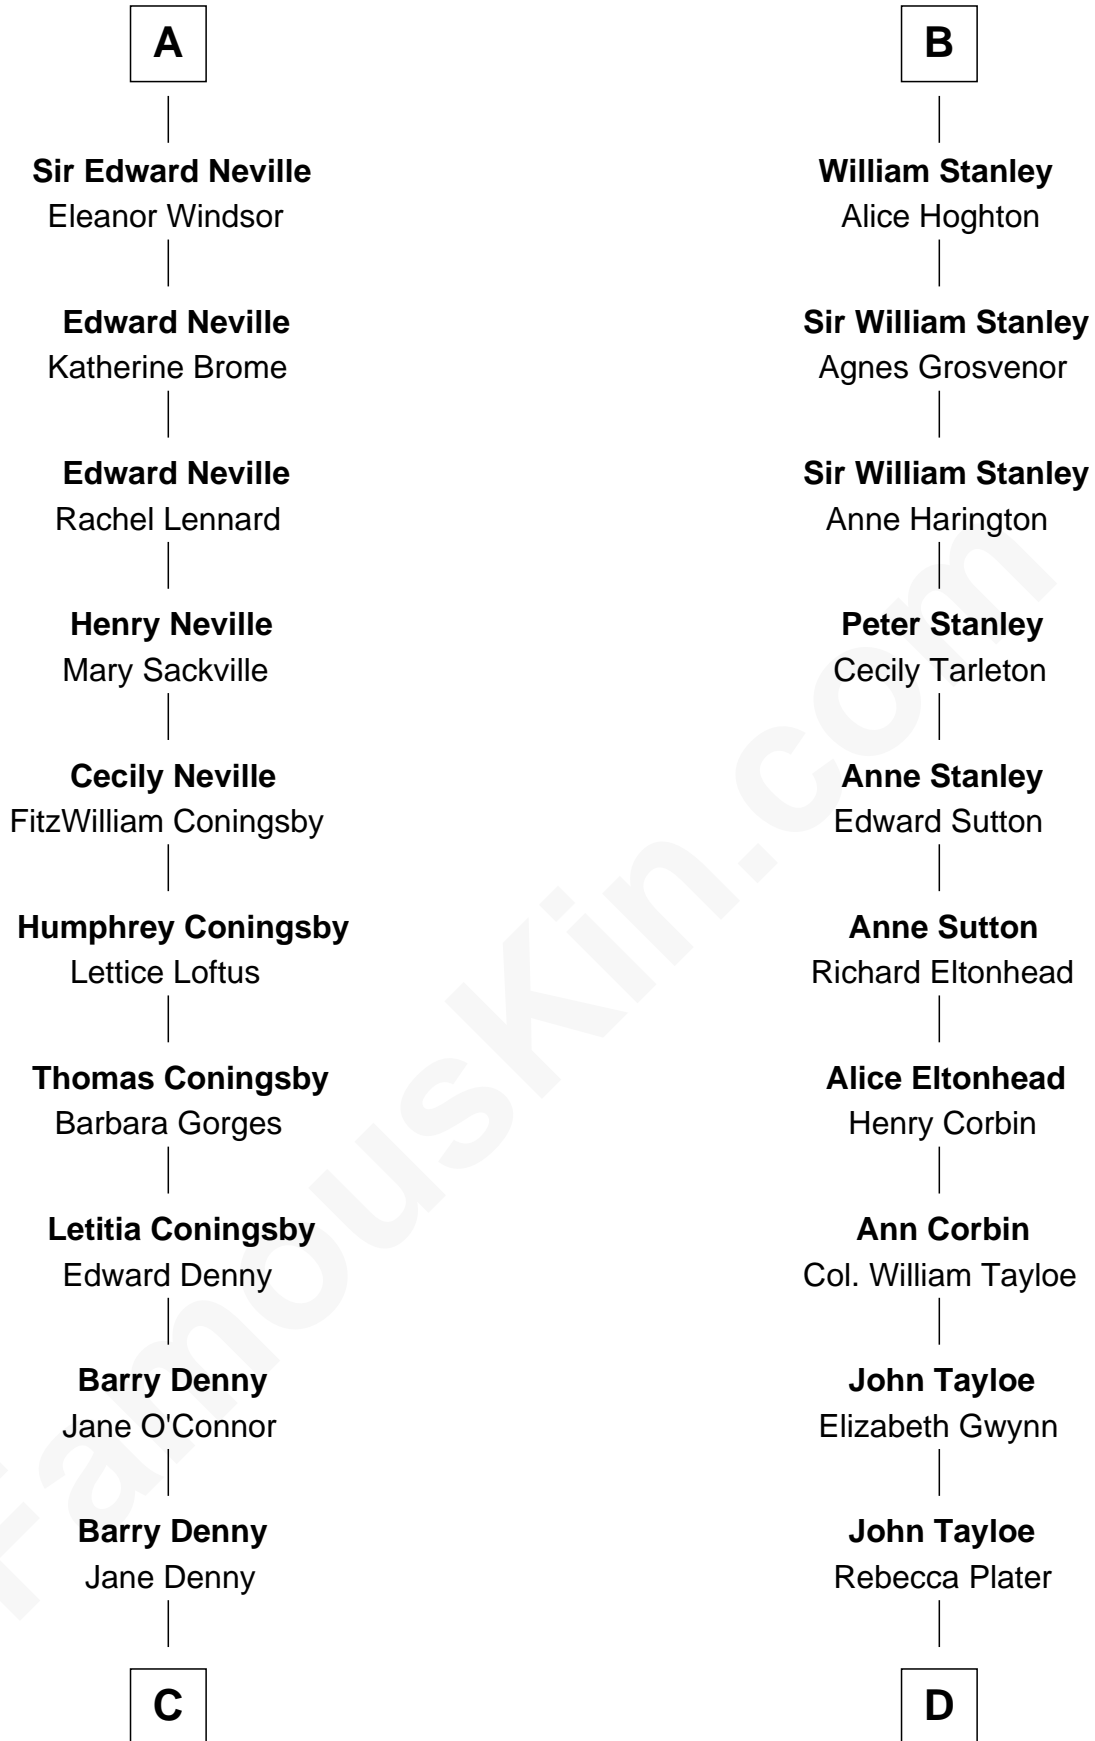 A
Sir Edward Neville
Eleanor Windsor
Edward Neville
Katherine Brome
Edward Neville
Rachel Lennard
Henry Neville
Mary Sackville
Cecily Neville
FitzWilliam Coningsby
Humphrey Coningsby
Lettice Loftus
Thomas Coningsby
Barbara Gorges
Letitia Coningsby
Edward Denny
Barry Denny
Jane O'Connor
Barry Denny
Jane Denny
C
B
William Stanley
Alice Hoghton
Sir William Stanley
Agnes Grosvenor
Sir William Stanley
Anne Harington
Peter Stanley
Cecily Tarleton
Anne Stanley
Edward Sutton
Anne Sutton
Richard Eltonhead
Alice Eltonhead
Henry Corbin
Ann Corbin
Col. William Tayloe
John Tayloe
Elizabeth Gwynn
John Tayloe
Rebecca Plater
D
FamousKin.com